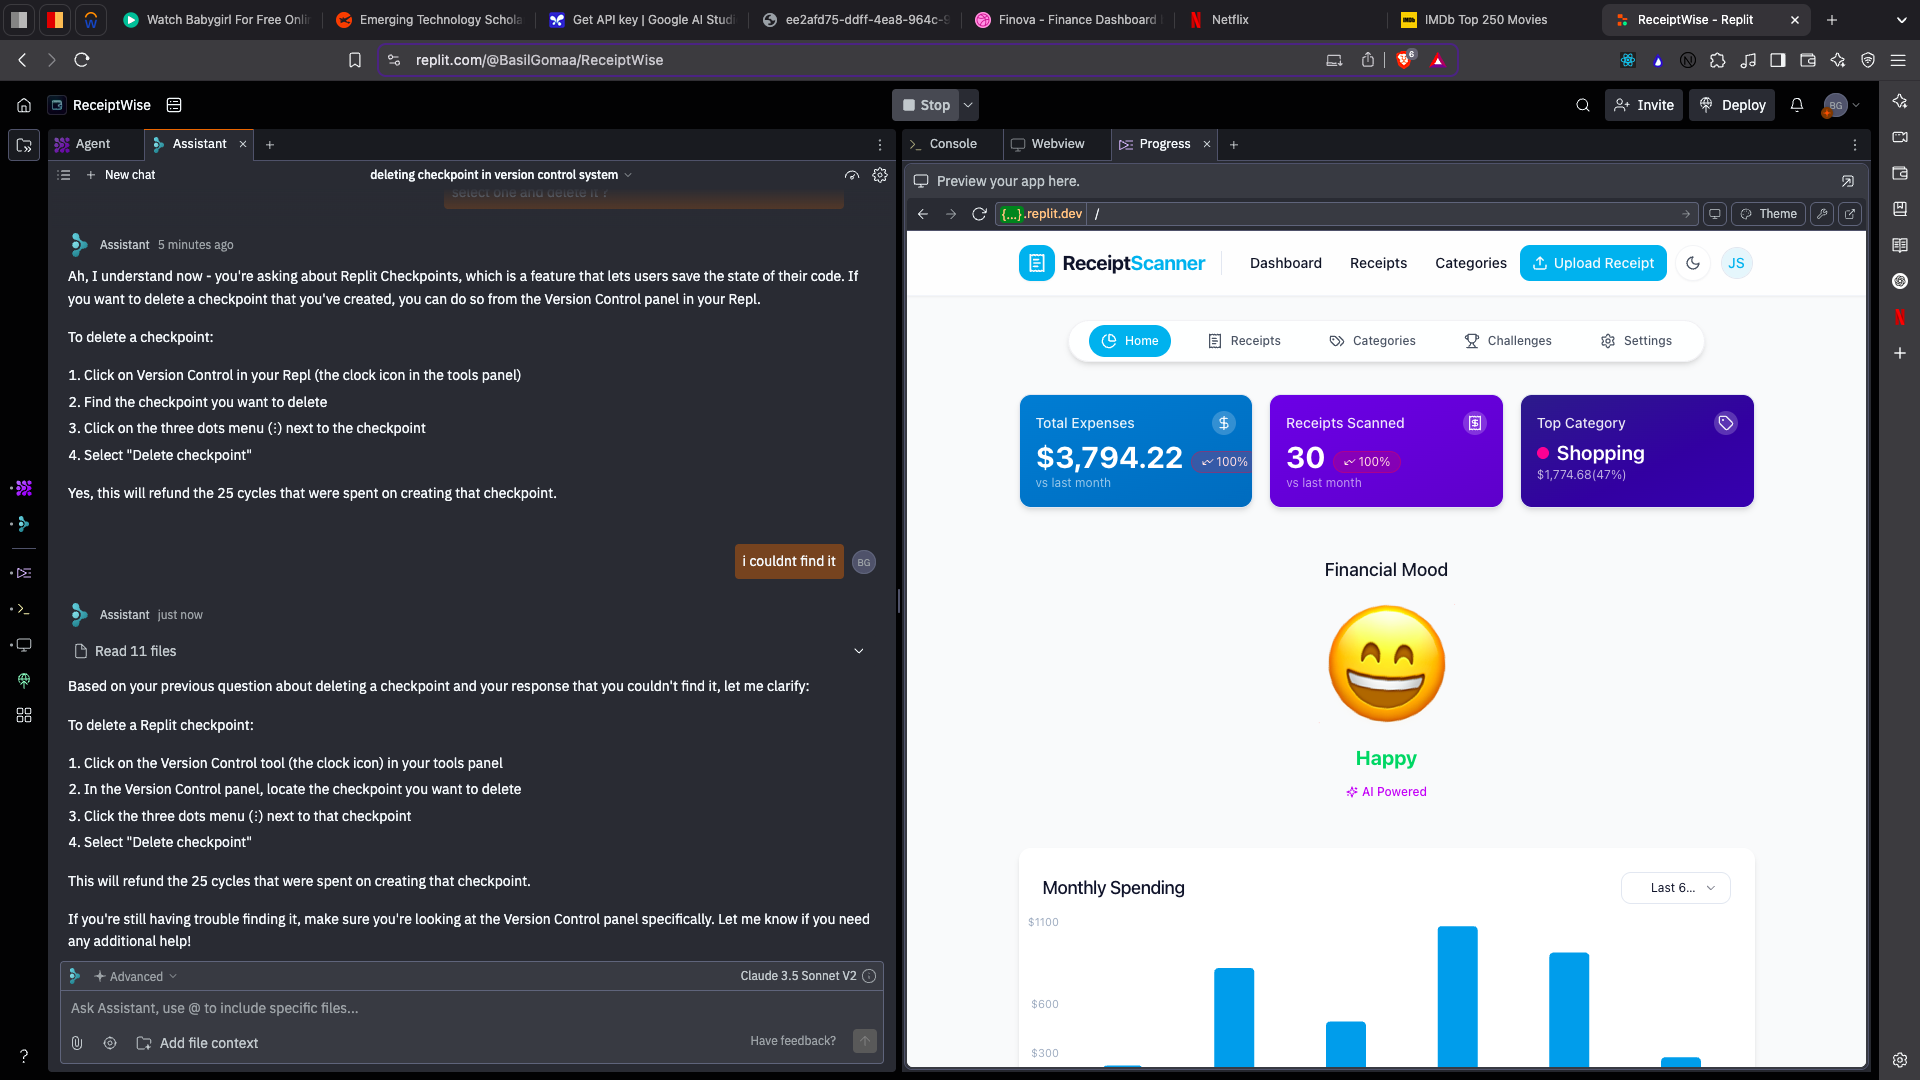 Watch Babygirl For Free Onlin
Emerging Technology Schola
Get API key | Google AI Studi
ee2afd75-ddff-4ea8-964c-9
Finova - Finance Dashboard
Netflix
IMDb Top 250 Movies
ReceiptWise - Replit
replit.com/@BasilGomaa/ReceiptWise
6
ReceiptWise
Stop
Invite
Deploy
BG
Agent
Assistant
Console
Webview
Progress
New chat
deleting checkpoint in version control system
select one and delete it ?
Assistant 5 minutes ago
Ah, I understand now - you're asking about Replit Checkpoints, which is a feature that lets users save the state of their code. If
you want to delete a checkpoint that you've created, you can do so from the Version Control panel in your Repl.
To delete a checkpoint:
1. Click on Version Control in your Repl (the clock icon in the tools panel)
2. Find the checkpoint you want to delete
3. Click on the three dots menu (⋮) next to the checkpoint
4. Select "Delete checkpoint"
Yes, this will refund the 25 cycles that were spent on creating that checkpoint.
i couldnt find it
BG
Assistant just now
Read 11 files
Based on your previous question about deleting a checkpoint and your response that you couldn't find it, let me clarify:
To delete a Replit checkpoint:
1. Click on the Version Control tool (the clock icon) in your tools panel
2. In the Version Control panel, locate the checkpoint you want to delete
3. Click the three dots menu (⋮) next to that checkpoint
4. Select "Delete checkpoint"
This will refund the 25 cycles that were spent on creating that checkpoint.
If you're still having trouble finding it, make sure you're looking at the Version Control panel specifically. Let me know if you need
any additional help!
Advanced
Claude 3.5 Sonnet V2
Ask Assistant, use @ to include specific files...
Add file context
Have feedback?
Preview your app here.
{...}.replit.dev /
Theme
ReceiptScanner
Dashboard
Receipts
Categories
Upload Receipt
JS
Home
Receipts
Categories
Challenges
Settings
Total Expenses
$3,794.22
100%
vs last month
Receipts Scanned
30
100%
vs last month
Top Category
Shopping
$1,774.68(47%)
Financial Mood
Happy
AI Powered
Monthly Spending
Last 6...
$1100
$600
$300